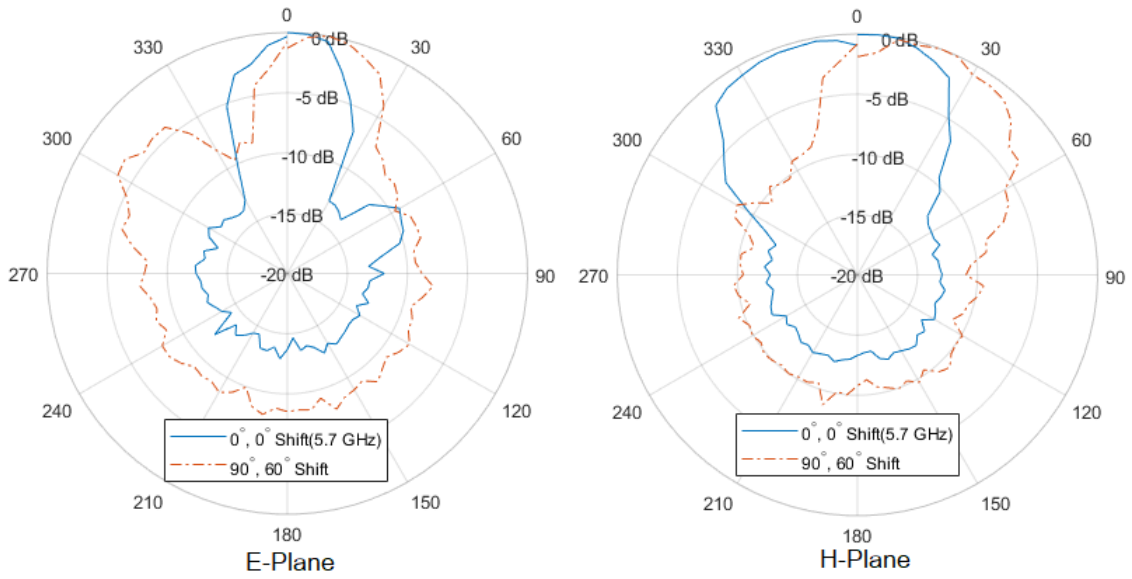 0
0 dB
330
30
-5 dB
300
60
-10 dB
-15 dB
270
-20 dB
90
240
120
0°, 0° Shift(5.7 GHz)
90°, 60° Shift
210
150
180
E-Plane
0
0 dB
330
30
-5 dB
300
60
-10 dB
-15 dB
270
-20 dB
90
240
120
0°, 0° Shift(5.7 GHz)
90°, 60° Shift
210
150
180
H-Plane